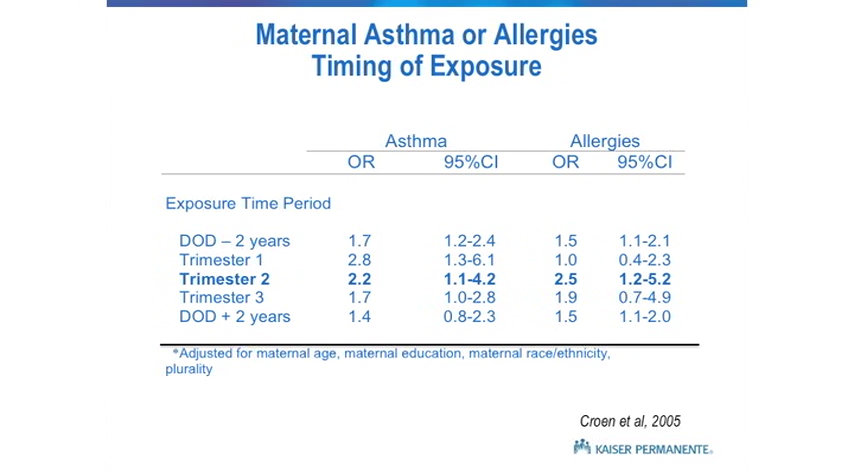 Maternal Asthma or Allergies
Timing of Exposure
Asthma Allergies
OR 95%CI OR 95%CI
Exposure Time Period
DOD – 2 years 1.7 1.2-2.4 1.5 1.1-2.1
Trimester 1 2.8 1.3-6.1 1.0 0.4-2.3
Trimester 2 2.2 1.1-4.2 2.5 1.2-5.2
Trimester 3 1.7 1.0-2.8 1.9 0.7-4.9
DOD + 2 years 1.4 0.8-2.3 1.5 1.1-2.0
*Adjusted for maternal age, maternal education, maternal race/ethnicity,
plurality
Croen et al, 2005
KAISER PERMANENTE®